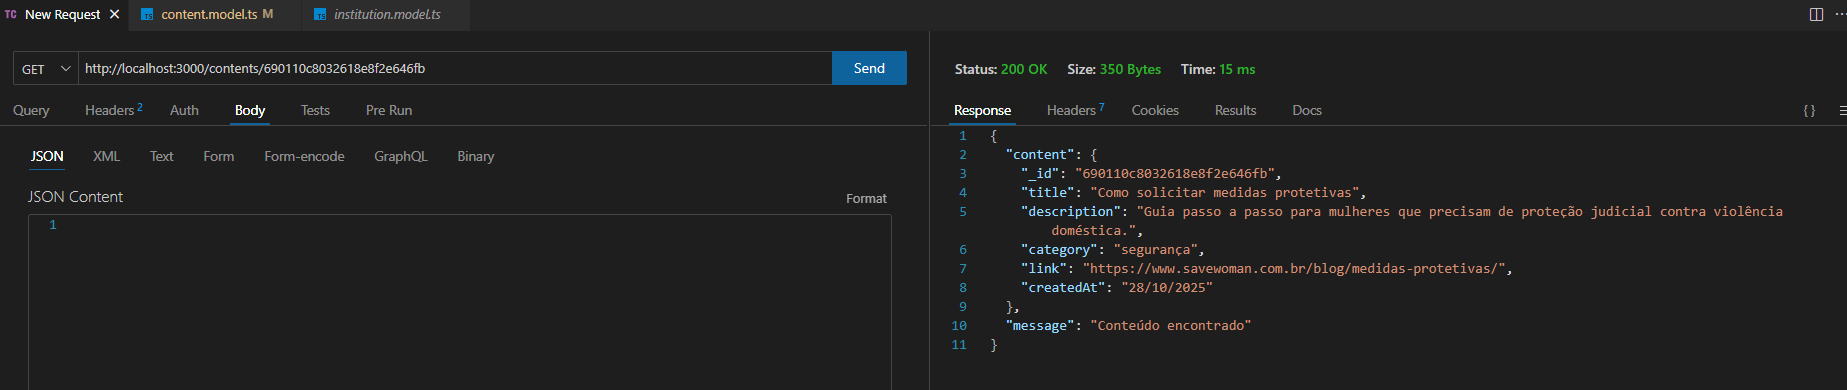 TC New Request × TS content.model.ts M TS institution.model.ts
GET http://localhost:3000/contents/690110c8032618e8f2e646fb Send
Query Headers 2 Auth Body Tests Pre Run
JSON XML Text Form Form-encode GraphQL Binary
JSON Content Format
1
Status: 200 OK Size: 350 Bytes Time: 15 ms
Response Headers 7 Cookies Results Docs { }
1 {
2 "content": {
3 "_id": "690110c8032618e8f2e646fb",
4 "title": "Como solicitar medidas protetivas",
5 "description": "Guia passo a passo para mulheres que precisam de proteção judicial contra violência
doméstica.",
6 "category": "segurança",
7 "link": "https://www.savewoman.com.br/blog/medidas-protetivas/",
8 "createdAt": "28/10/2025"
9 },
10 "message": "Conteúdo encontrado"
11 }